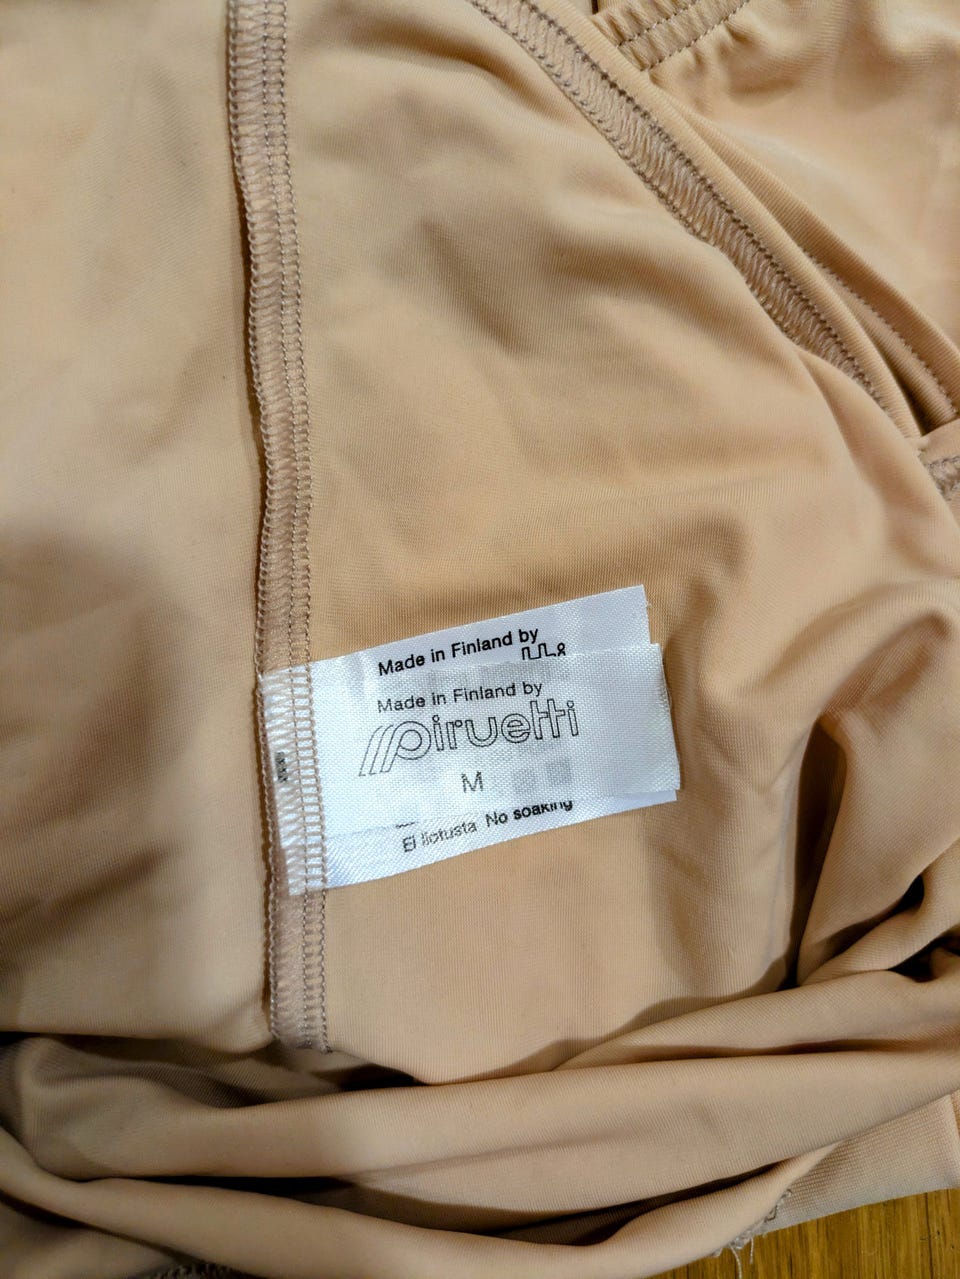 Made in Finland by
Made in Finland by
piruetti
M
Ei liotusta No soaking